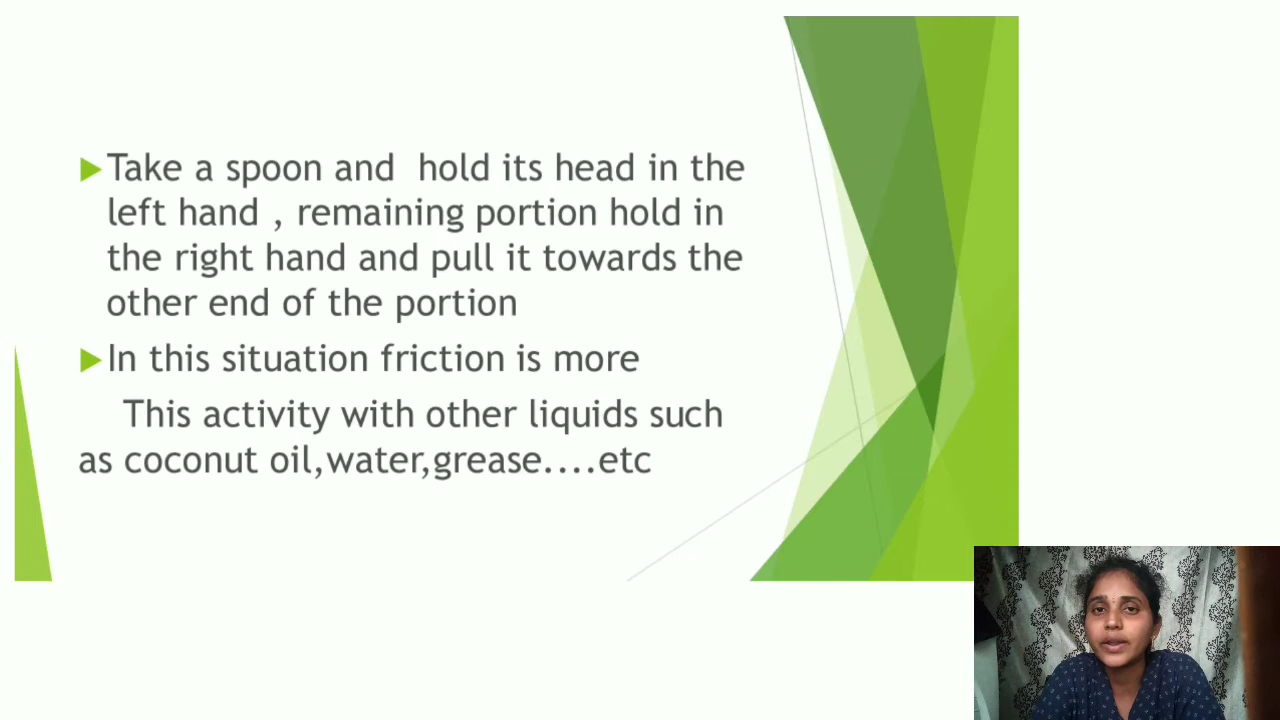 Take a spoon and  hold its head in the
left hand , remaining portion hold in
the right hand and pull it towards the
other end of the portion
In this situation friction is more
This activity with other liquids such
as coconut oil,water,grease....etc